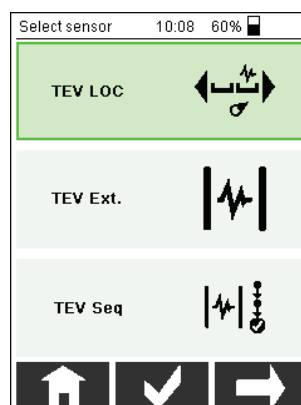 Select sensor 10:08 60%
TEV LOC
TEV Ext.
TEV Seq